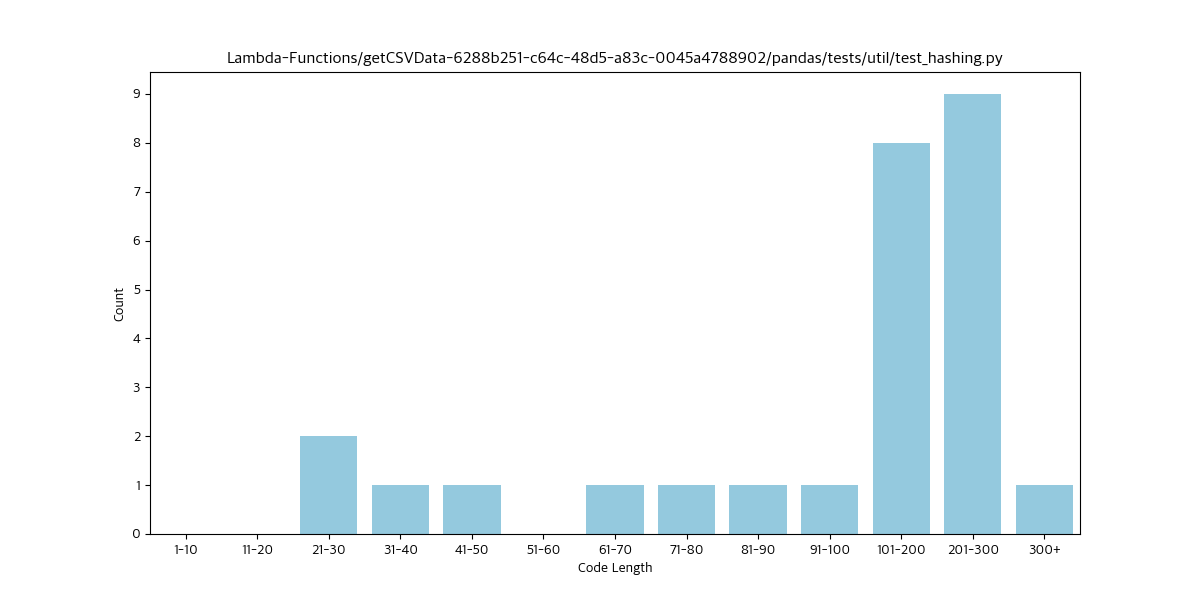 Lambda-Functions/getCSVData-6288b251-c64c-48d5-a83c-0045a4788902/pandas/tests/util/test_hashing.py
9
8
7
6
5
4
3
2
1
0
Count
1-10 11-20 21-30 31-40 41-50 51-60 61-70 71-80 81-90 91-100 101-200 201-300 300+
Code Length